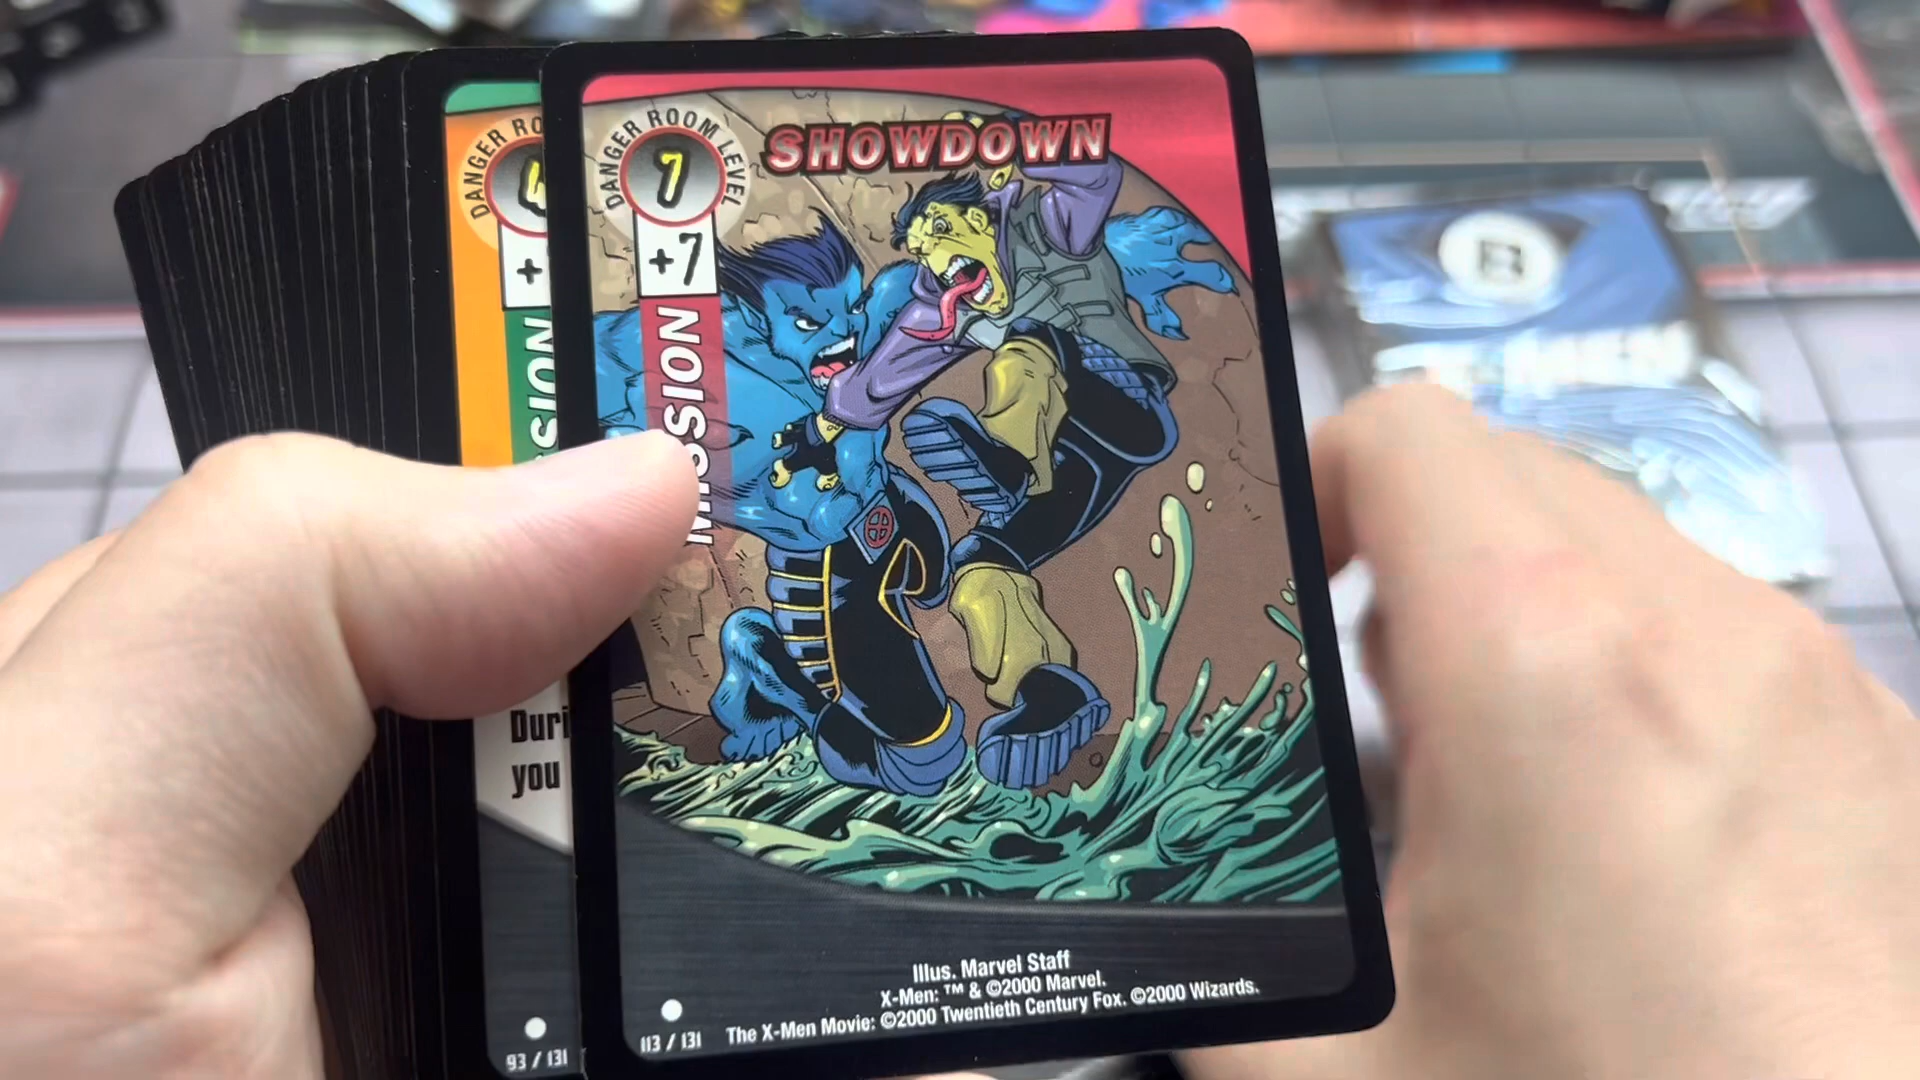 DANGER ROOM LEVEL
7
+7
MISSION
SHOWDOWN
Illus. Marvel Staff
X-Men: ™ & ©2000 Marvel.
The X-Men Movie: ©2000 Twentieth Century Fox. ©2000 Wizards.
113 / 131
DANGER RO
+
SSION
Duri
you
93 / 131